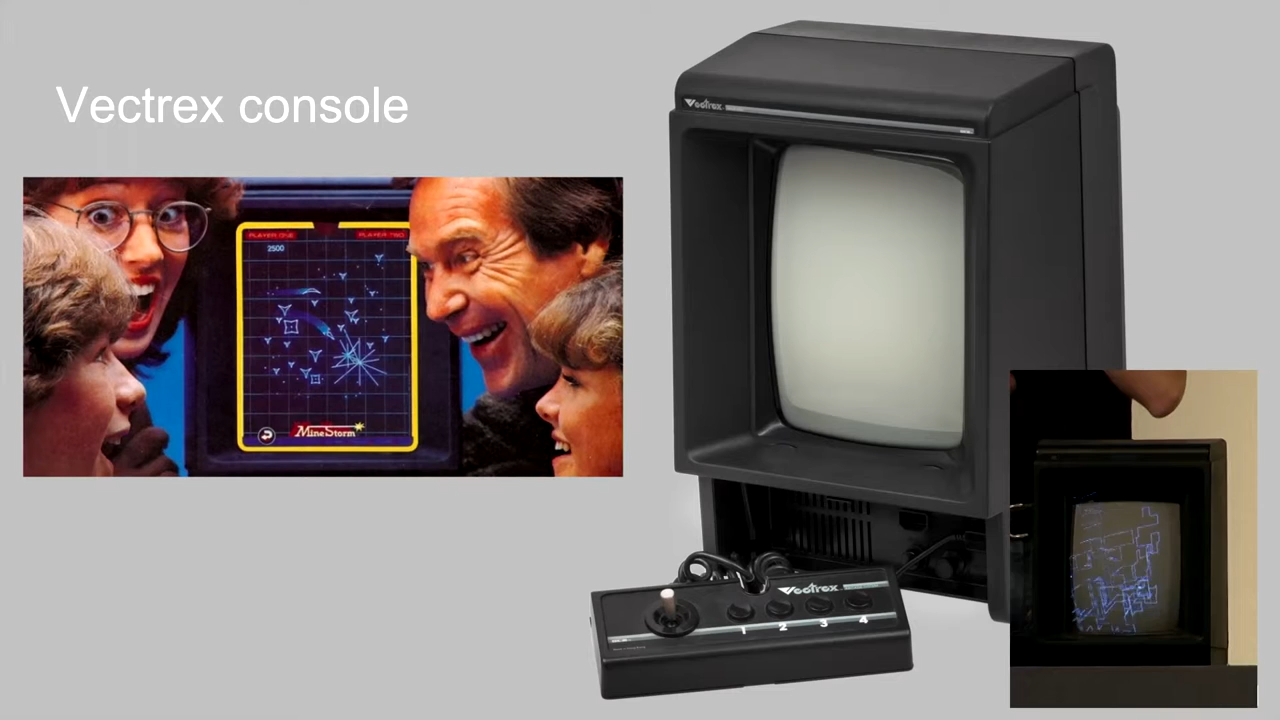 Vectrex console
PLAYER ONE
PLAYER TWO
2500
MineStorm
Vectrex
Vectrex
1 2 3 4